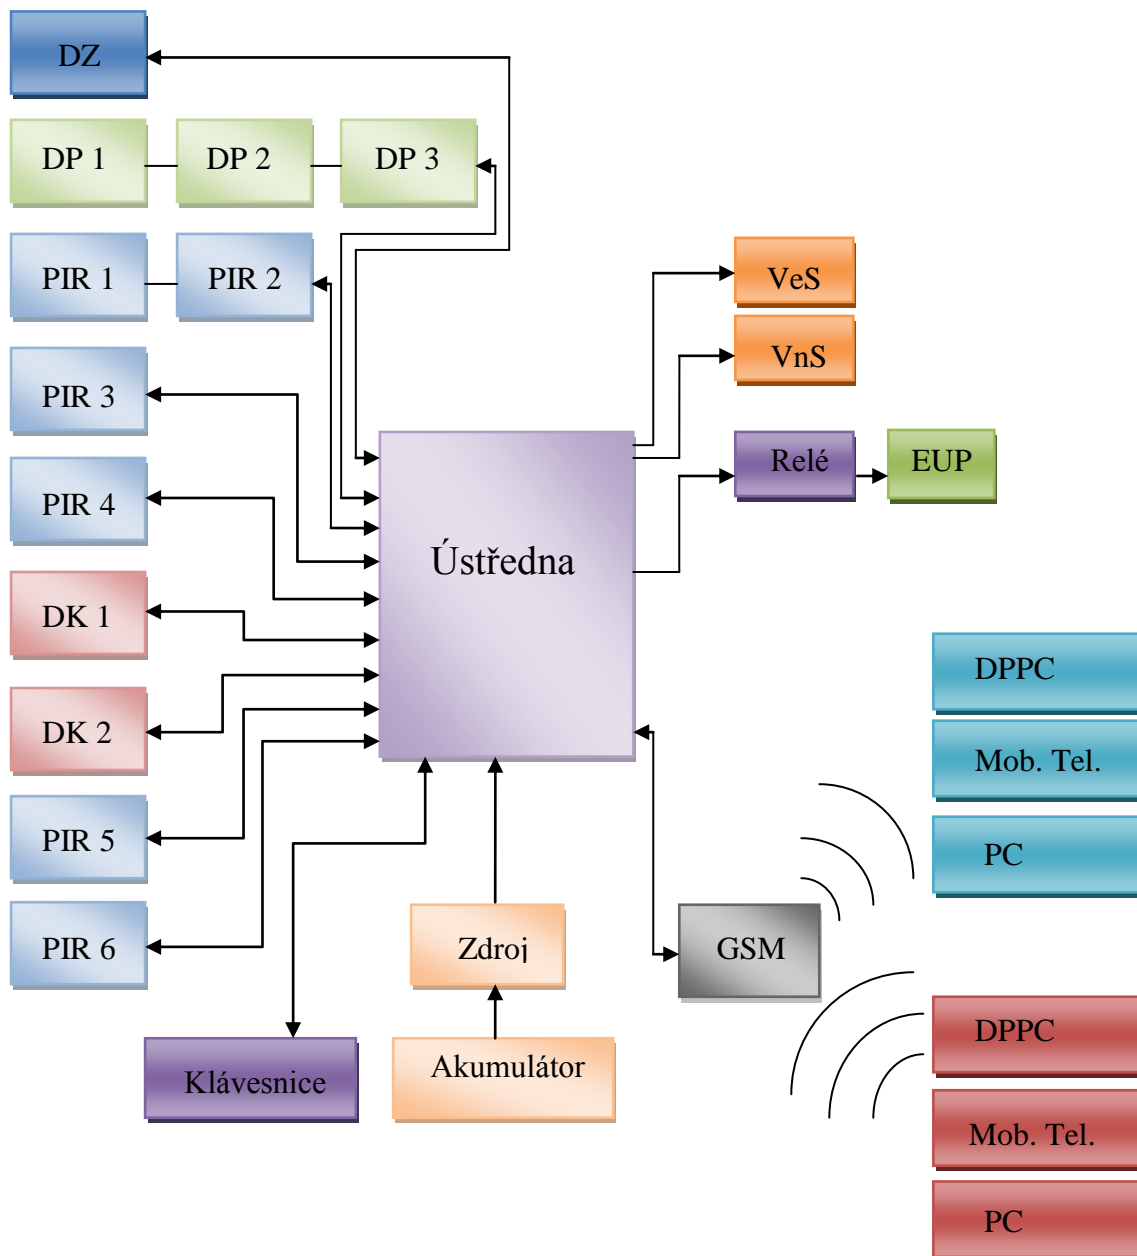 DZ
DP 1
DP 2
DP 3
PIR 1
PIR 2
VeS
VnS
PIR 3
PIR 4
Relé
EUP
Ústředna
DK 1
DK 2
DPPC
Mob. Tel.
PC
PIR 5
PIR 6
Zdroj
GSM
Klávesnice
Akumulátor
DPPC
Mob. Tel.
PC